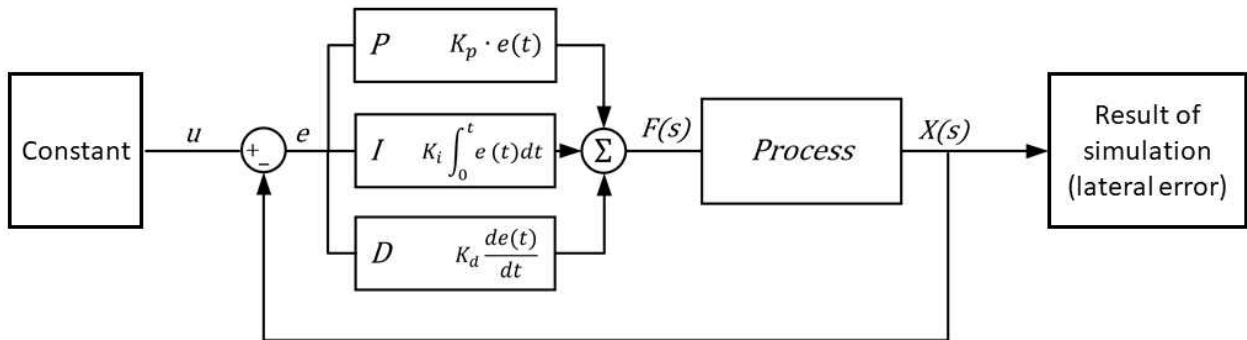 Constant
u
+
−
e
P K_p · e(t)
I K_i ∫_0^t e (t)dt
D K_d de(t)/dt
Σ
F(s)
Process
X(s)
Result of
simulation
(lateral error)